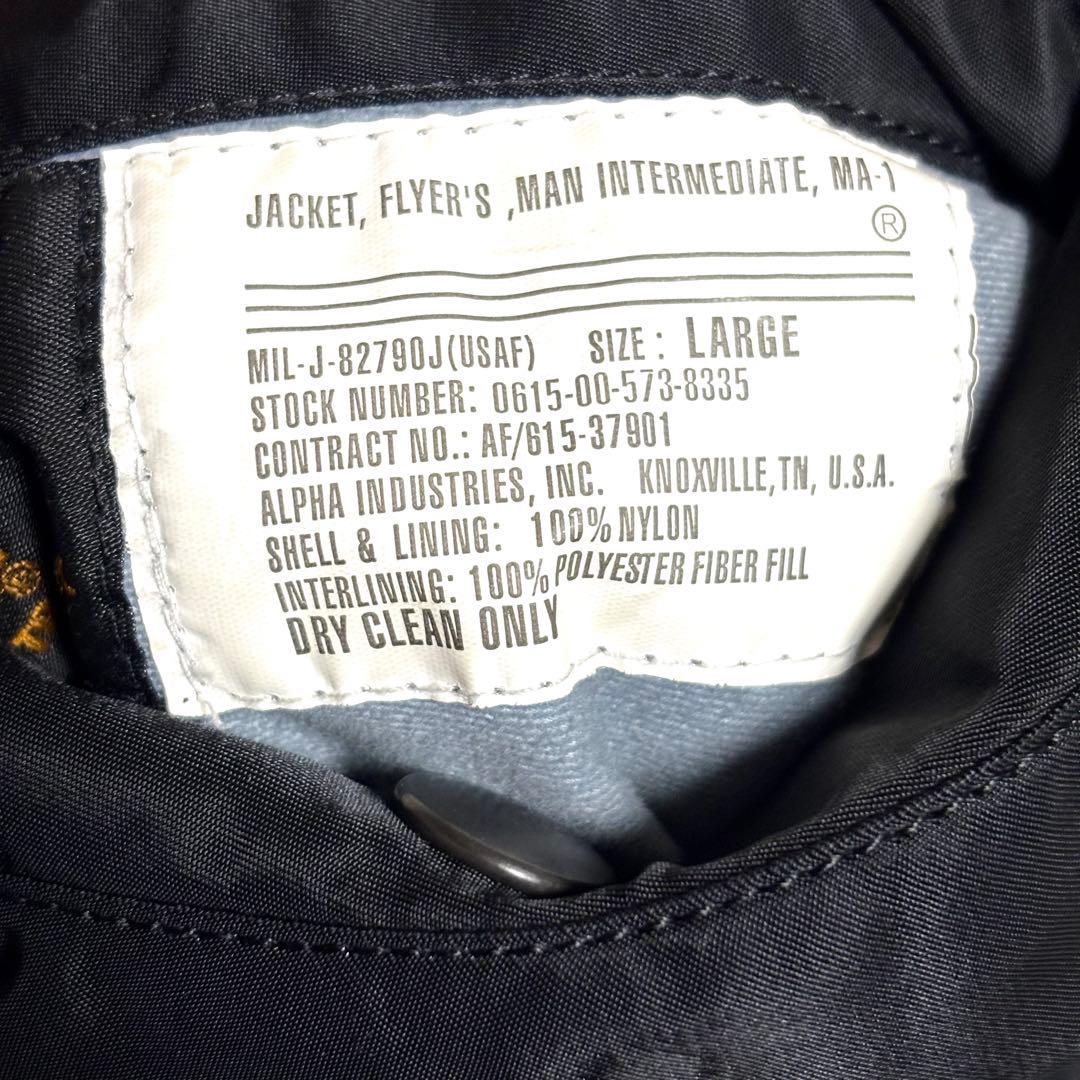 JACKET, FLYER'S ,MAN INTERMEDIATE, MA-1
®
MIL-J-82790J(USAF) SIZE : LARGE
STOCK NUMBER: 0615-00-573-8335
CONTRACT NO.: AF/615-37901
ALPHA INDUSTRIES, INC. KNOXVILLE,TN, U.S.A.
SHELL & LINING: 100% NYLON
INTERLINING: 100% POLYESTER FIBER FILL
DRY CLEAN ONLY